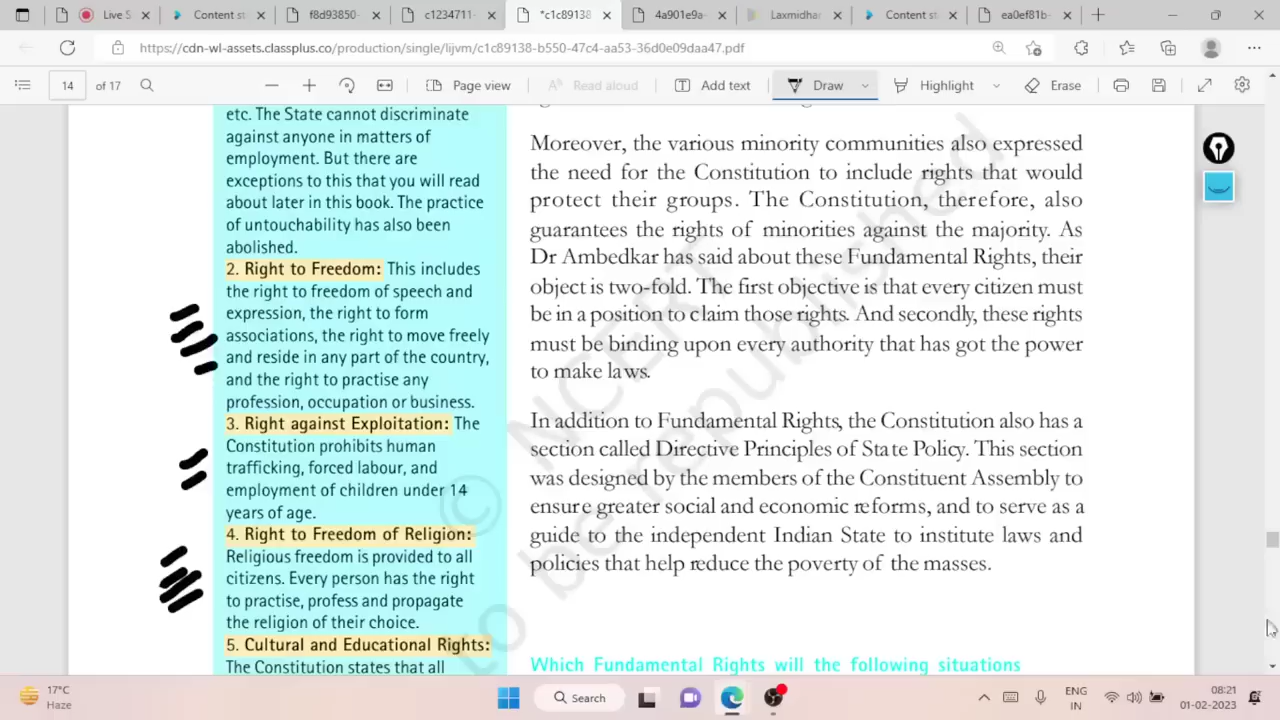 Live S
Content st
f8d93850-
c1234711-
*c1c89138
4a901e9a-
Laxmidhar
Content st
ea0ef81b-
https://cdn-wl-assets.classplus.co/production/single/lijvm/c1c89138-b550-47c4-aa53-36d0e09daa47.pdf
14 of 17
Page view
Read aloud
Add text
Draw
Highlight
Erase
etc. The State cannot discriminate
against anyone in matters of
employment. But there are
exceptions to this that you will read
about later in this book. The practice
of untouchability has also been
abolished.
2. Right to Freedom: This includes
the right to freedom of speech and
expression, the right to form
associations, the right to move freely
and reside in any part of the country,
and the right to practise any
profession, occupation or business.
3. Right against Exploitation: The
Constitution prohibits human
trafficking, forced labour, and
employment of children under 14
years of age.
4. Right to Freedom of Religion:
Religious freedom is provided to all
citizens. Every person has the right
to practise, profess and propagate
the religion of their choice.
5. Cultural and Educational Rights:
The Constitution states that all
Moreover, the various minority communities also expressed
the need for the Constitution to include rights that would
protect their groups. The Constitution, therefore, also
guarantees the rights of minorities against the majority. As
Dr Ambedkar has said about these Fundamental Rights, their
object is two-fold. The first objective is that every citizen must
be in a position to claim those rights. And secondly, these rights
must be binding upon every authority that has got the power
to make laws.
In addition to Fundamental Rights, the Constitution also has a
section called Directive Principles of State Policy. This section
was designed by the members of the Constituent Assembly to
ensure greater social and economic reforms, and to serve as a
guide to the independent Indian State to institute laws and
policies that help reduce the poverty of the masses.
Which Fundamental Rights will the following situations
© NCERT
to be republished
17°C
Haze
Search
ENG
IN
08:21
01-02-2023